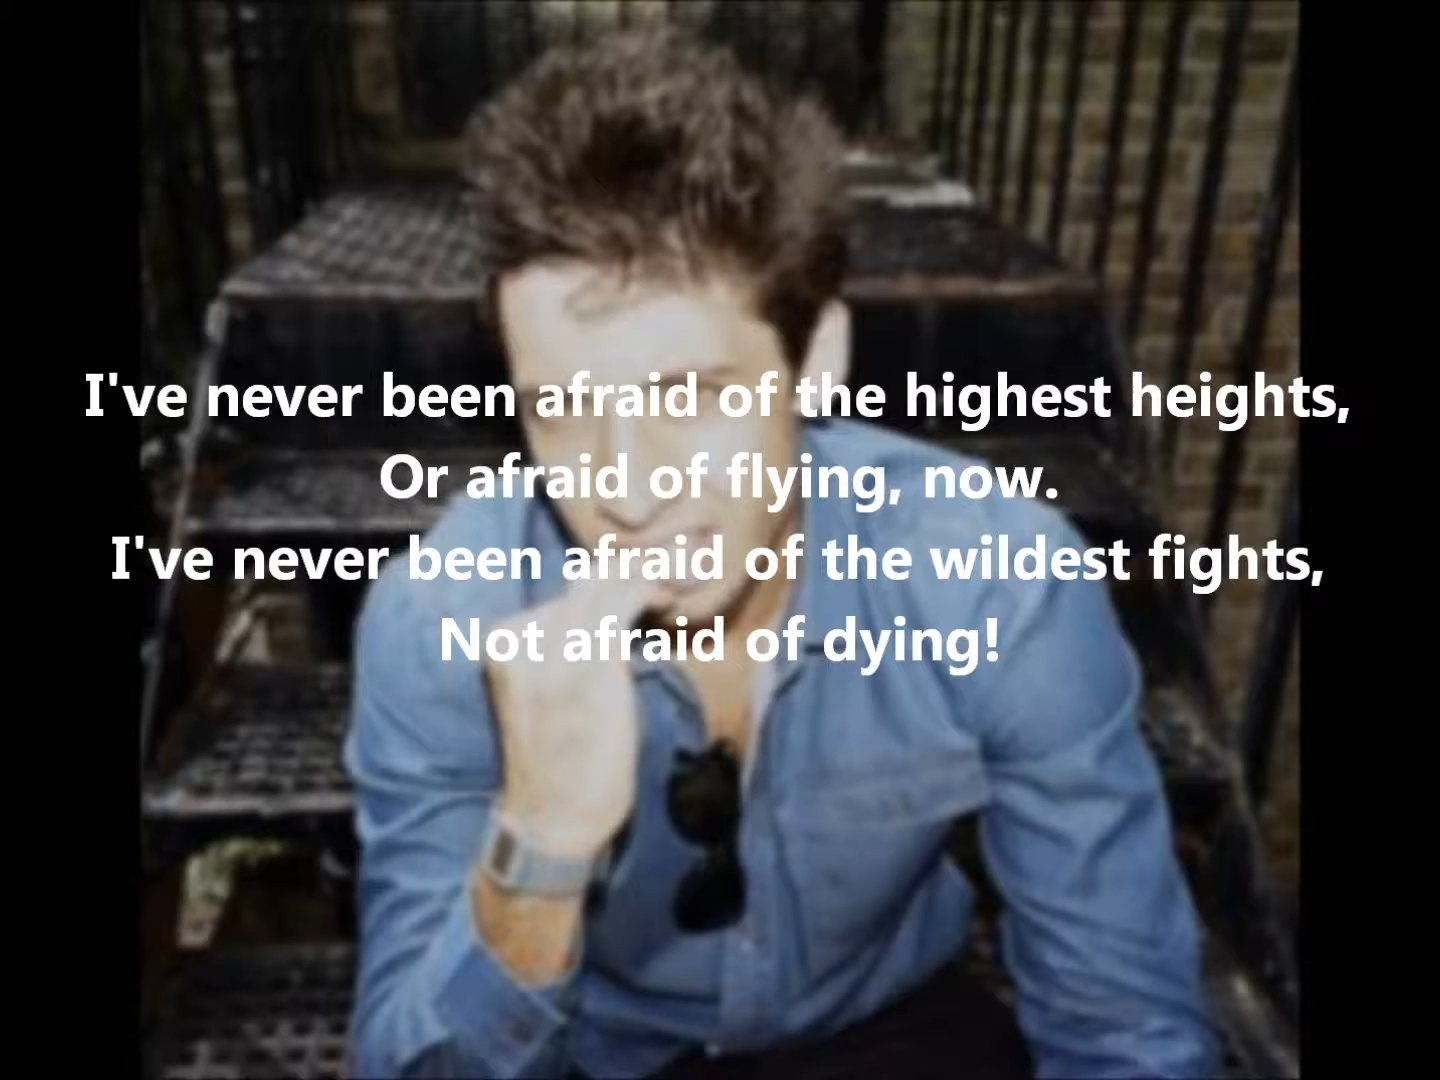 I've never been afraid of the highest heights,
Or afraid of flying, now.
I've never been afraid of the wildest fights,
Not afraid of dying!